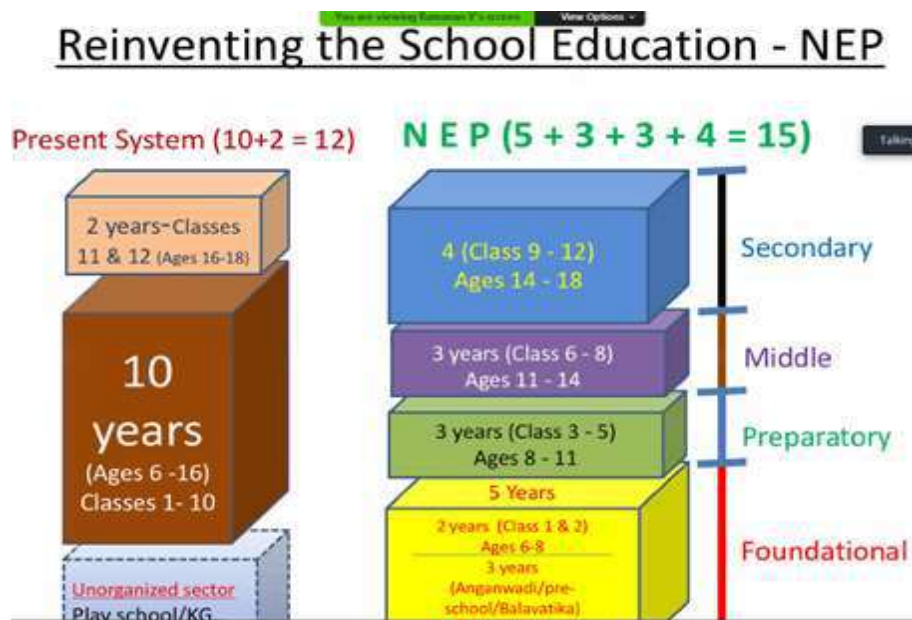 You are viewing Ramanan V's screen
View Options
Reinventing the School Education - NEP
Present System (10+2 = 12)
N E P (5 + 3 + 3 + 4 = 15)
Talking
2 years-Classes
11 & 12 (Ages 16-18)
10
years
(Ages 6 -16)
Classes 1- 10
Unorganized sector
Play school/KG
4 (Class 9 - 12)
Ages 14 - 18
Secondary
3 years (Class 6 - 8)
Ages 11 - 14
Middle
3 years (Class 3 - 5)
Ages 8 - 11
Preparatory
5 Years
2 years (Class 1 & 2)
Ages 6-8
3 years
(Anganwadi/pre-
school/Balavatika)
Foundational